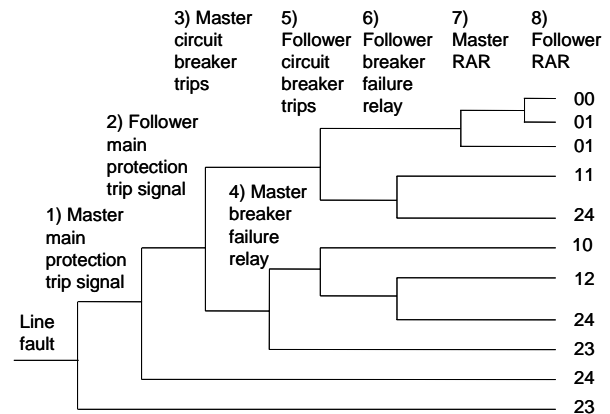 3) Master
circuit
breaker
trips
5)
Follower
circuit
breaker
trips
6)
Follower
breaker
failure
relay
7)
Master
RAR
8)
Follower
RAR
2) Follower
main
protection
trip signal
4) Master
breaker
failure
relay
1) Master
main
protection
trip signal
Line
fault
00
01
01
11
24
10
12
24
23
24
23